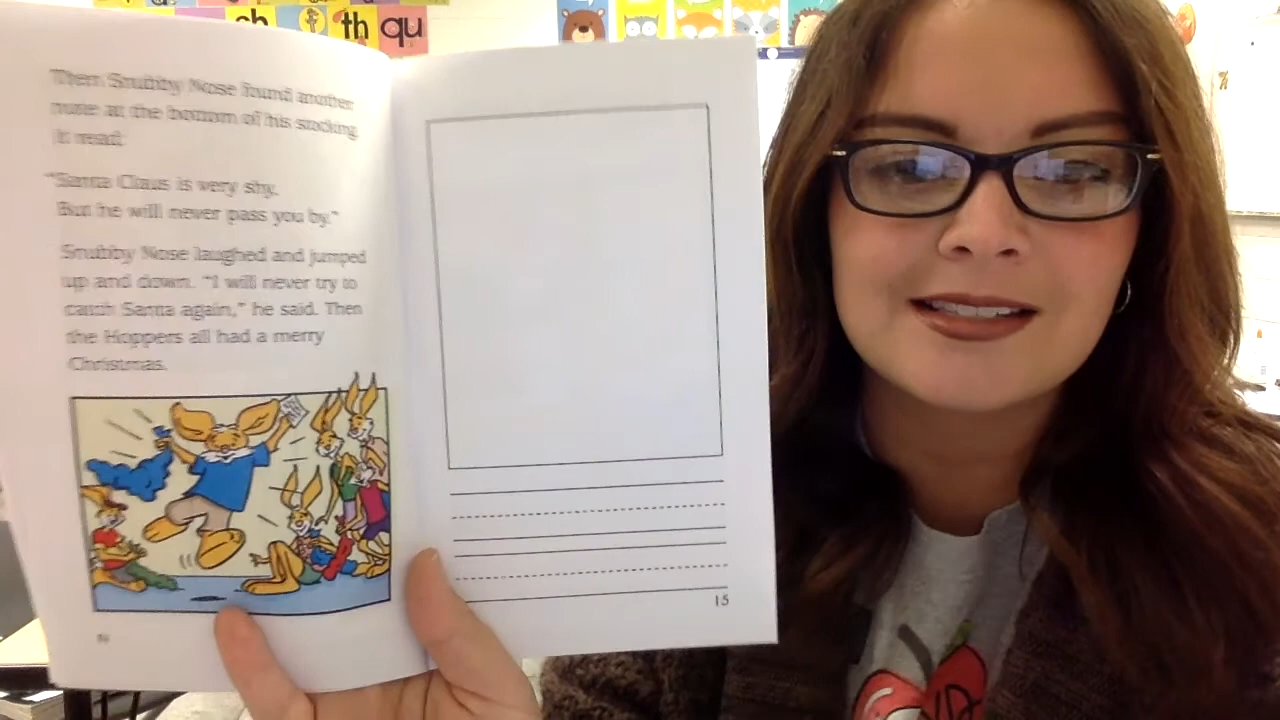 ch
th
qu
Then Snubby Nose found another
note at the bottom of his stocking.
It read:
"Santa Claus is very shy.
But he will never pass you by."
Snubby Nose laughed and jumped
up and down. "I will never try to
catch Santa again," he said. Then
the Hoppers all had a merry
Christmas.
15